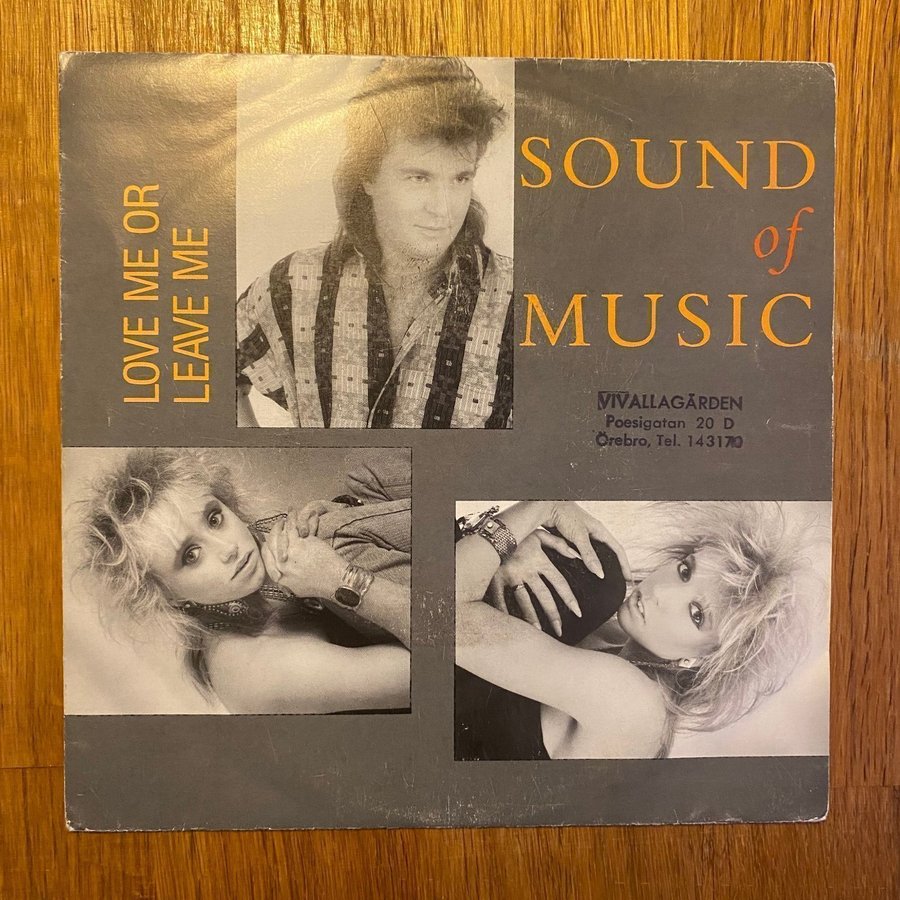 LOVE ME OR
LEAVE ME
SOUND
of
MUSIC
VIVALLAGÅRDEN
Poesigatan 20 D
Örebro, Tel. 143170